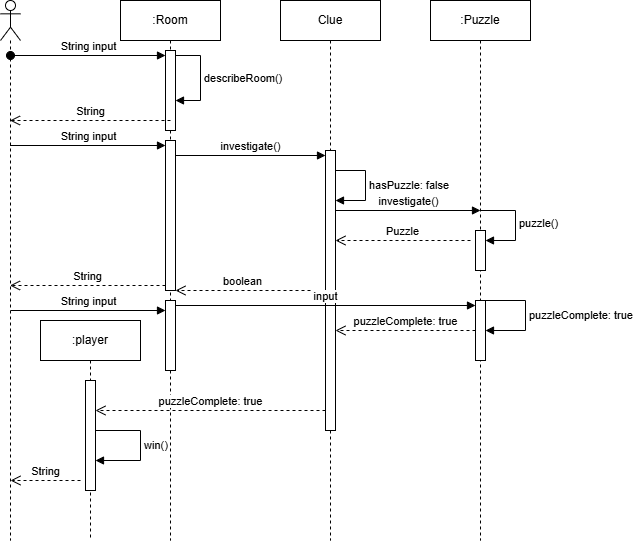 :Room
Clue
:Puzzle
String input
describeRoom()
String
String input
investigate()
hasPuzzle: false
investigate()
puzzle()
Puzzle
String
boolean
input
String input
puzzleComplete: true
puzzleComplete: true
:player
puzzleComplete: true
win()
String